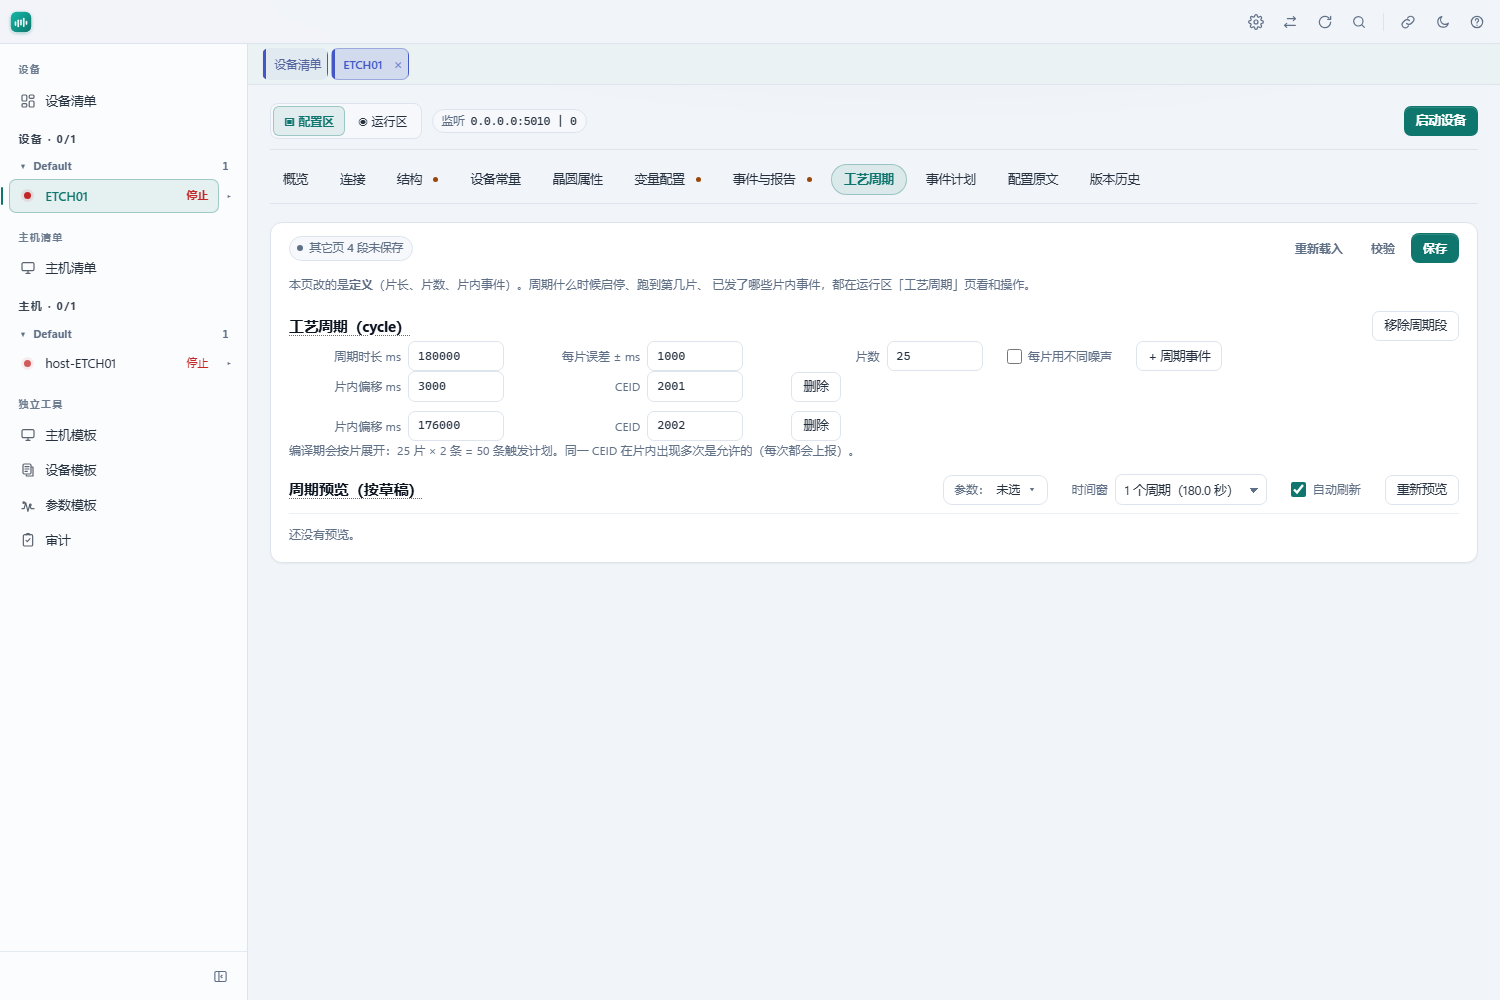 设备
设备清单
设备 · 0/1
Default 1
ETCH01 停止
主机清单
主机清单
主机 · 0/1
Default 1
host-ETCH01 停止
独立工具
主机模板
设备模板
参数模板
审计
设备清单 ETCH01 ×
配置区 运行区 监听 0.0.0.0:5010 | 0 启动设备
概览 连接 结构 设备常量 晶圆属性 变量配置 事件与报告 工艺周期 事件计划 配置原文 版本历史
其它页 4 段未保存 重新载入 校验 保存
本页改的是定义（片长、片数、片内事件）。周期什么时候启停、跑到第几片、 已发了哪些片内事件，都在运行区「工艺周期」页看和操作。
工艺周期（cycle） 移除周期段
周期时长 ms 180000 每片误差 ± ms 1000 片数 25 每片用不同噪声 + 周期事件
片内偏移 ms 3000 CEID 2001 删除
片内偏移 ms 176000 CEID 2002 删除
编译期会按片展开：25 片 × 2 条 = 50 条触发计划。同一 CEID 在片内出现多次是允许的（每次都会上报）。
周期预览（按草稿） 参数： 未选 时间窗 1 个周期（180.0 秒） 自动刷新 重新预览
还没有预览。